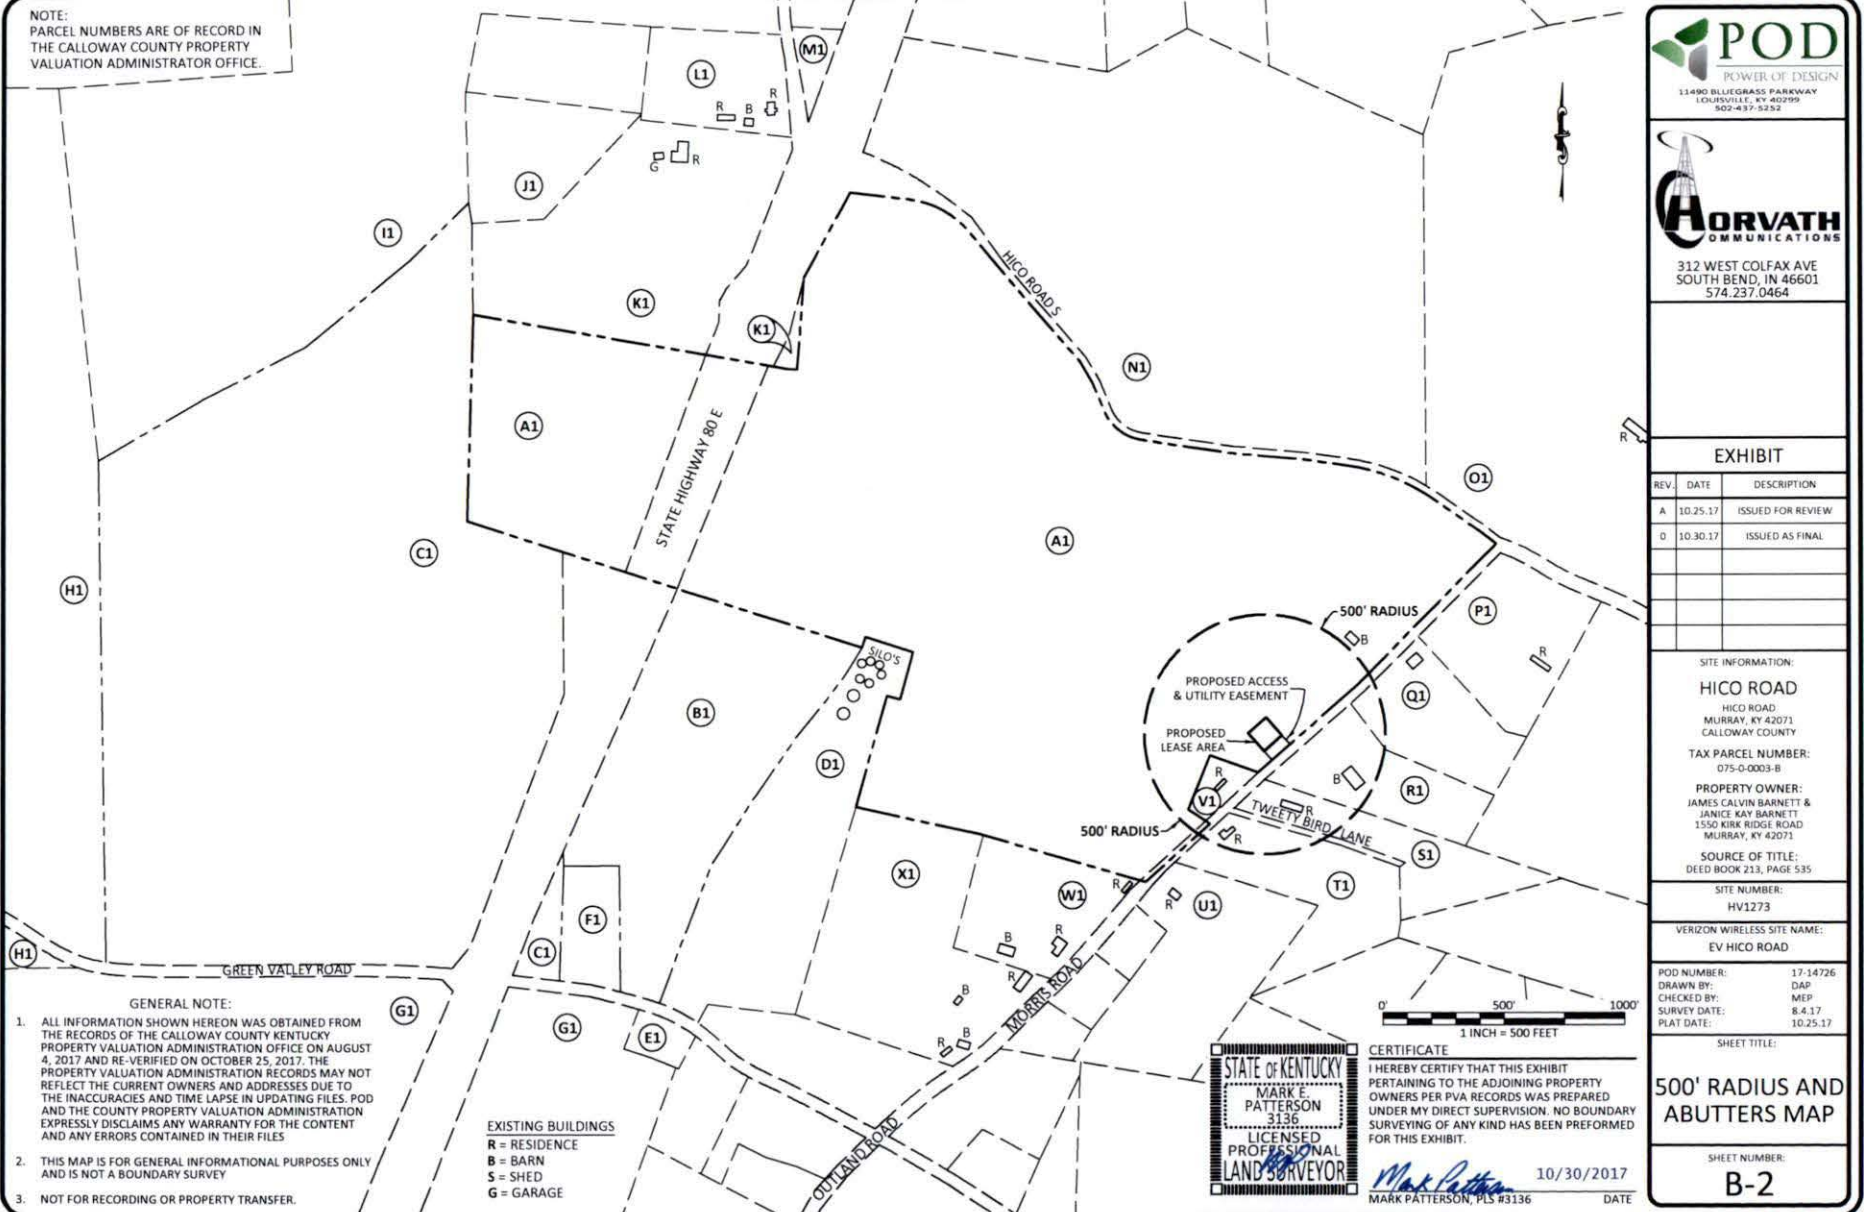 NOTE:
PARCEL NUMBERS ARE OF RECORD IN
THE CALLOWAY COUNTY PROPERTY
VALUATION ADMINISTRATOR OFFICE.
M1
L1
R
B
R
G
R
J1
I1
K1
K1
HICO ROAD S
N1
A1
STATE HIGHWAY 80 E
R
O1
C1
A1
H1
500' RADIUS
B
P1
R
SILO'S
PROPOSED ACCESS
& UTILITY EASEMENT
Q1
B1
PROPOSED
LEASE AREA
D1
R
B
R1
V1
R
TWEETY BIRD LANE
500' RADIUS
R
S1
X1
R
W1
T1
R
U1
F1
B
R
H1
C1
GREEN VALLEY ROAD
R
B
MORRIS ROAD
G1
G1
E1
R
B
OUTLAND ROAD
GENERAL NOTE:
1. ALL INFORMATION SHOWN HEREON WAS OBTAINED FROM
THE RECORDS OF THE CALLOWAY COUNTY KENTUCKY
PROPERTY VALUATION ADMINISTRATION OFFICE ON AUGUST
4, 2017 AND RE-VERIFIED ON OCTOBER 25, 2017. THE
PROPERTY VALUATION ADMINISTRATION RECORDS MAY NOT
REFLECT THE CURRENT OWNERS AND ADDRESSES DUE TO
THE INACCURACIES AND TIME LAPSE IN UPDATING FILES. POD
AND THE COUNTY PROPERTY VALUATION ADMINISTRATION
EXPRESSLY DISCLAIMS ANY WARRANTY FOR THE CONTENT
AND ANY ERRORS CONTAINED IN THEIR FILES
2. THIS MAP IS FOR GENERAL INFORMATIONAL PURPOSES ONLY
AND IS NOT A BOUNDARY SURVEY
3. NOT FOR RECORDING OR PROPERTY TRANSFER.
EXISTING BUILDINGS
R = RESIDENCE
B = BARN
S = SHED
G = GARAGE
0' 500' 1000'
1 INCH = 500 FEET
STATE OF KENTUCKY
MARK E.
PATTERSON
3136
LICENSED
PROFESSIONAL
LAND SURVEYOR
CERTIFICATE
I HEREBY CERTIFY THAT THIS EXHIBIT
PERTAINING TO THE ADJOINING PROPERTY
OWNERS PER PVA RECORDS WAS PREPARED
UNDER MY DIRECT SUPERVISION. NO BOUNDARY
SURVEYING OF ANY KIND HAS BEEN PREFORMED
FOR THIS EXHIBIT.
Mark Patterson 10/30/2017
MARK PATTERSON, PLS #3136 DATE
POD
POWER OF DESIGN
11490 BLUEGRASS PARKWAY
LOUISVILLE, KY 40299
502-437-5252
HORVATH
COMMUNICATIONS
312 WEST COLFAX AVE
SOUTH BEND, IN 46601
574.237.0464
EXHIBIT
REV. DATE DESCRIPTION
A 10.25.17 ISSUED FOR REVIEW
0 10.30.17 ISSUED AS FINAL
SITE INFORMATION:
HICO ROAD
HICO ROAD
MURRAY, KY 42071
CALLOWAY COUNTY
TAX PARCEL NUMBER:
075-0-0003-B
PROPERTY OWNER:
JAMES CALVIN BARNETT &
JANICE KAY BARNETT
1550 KIRK RIDGE ROAD
MURRAY, KY 42071
SOURCE OF TITLE:
DEED BOOK 213, PAGE 535
SITE NUMBER:
HV1273
VERIZON WIRELESS SITE NAME:
EV HICO ROAD
POD NUMBER: 17-14726
DRAWN BY: DAP
CHECKED BY: MEP
SURVEY DATE: 8.4.17
PLAT DATE: 10.25.17
SHEET TITLE:
500' RADIUS AND
ABUTTERS MAP
SHEET NUMBER:
B-2